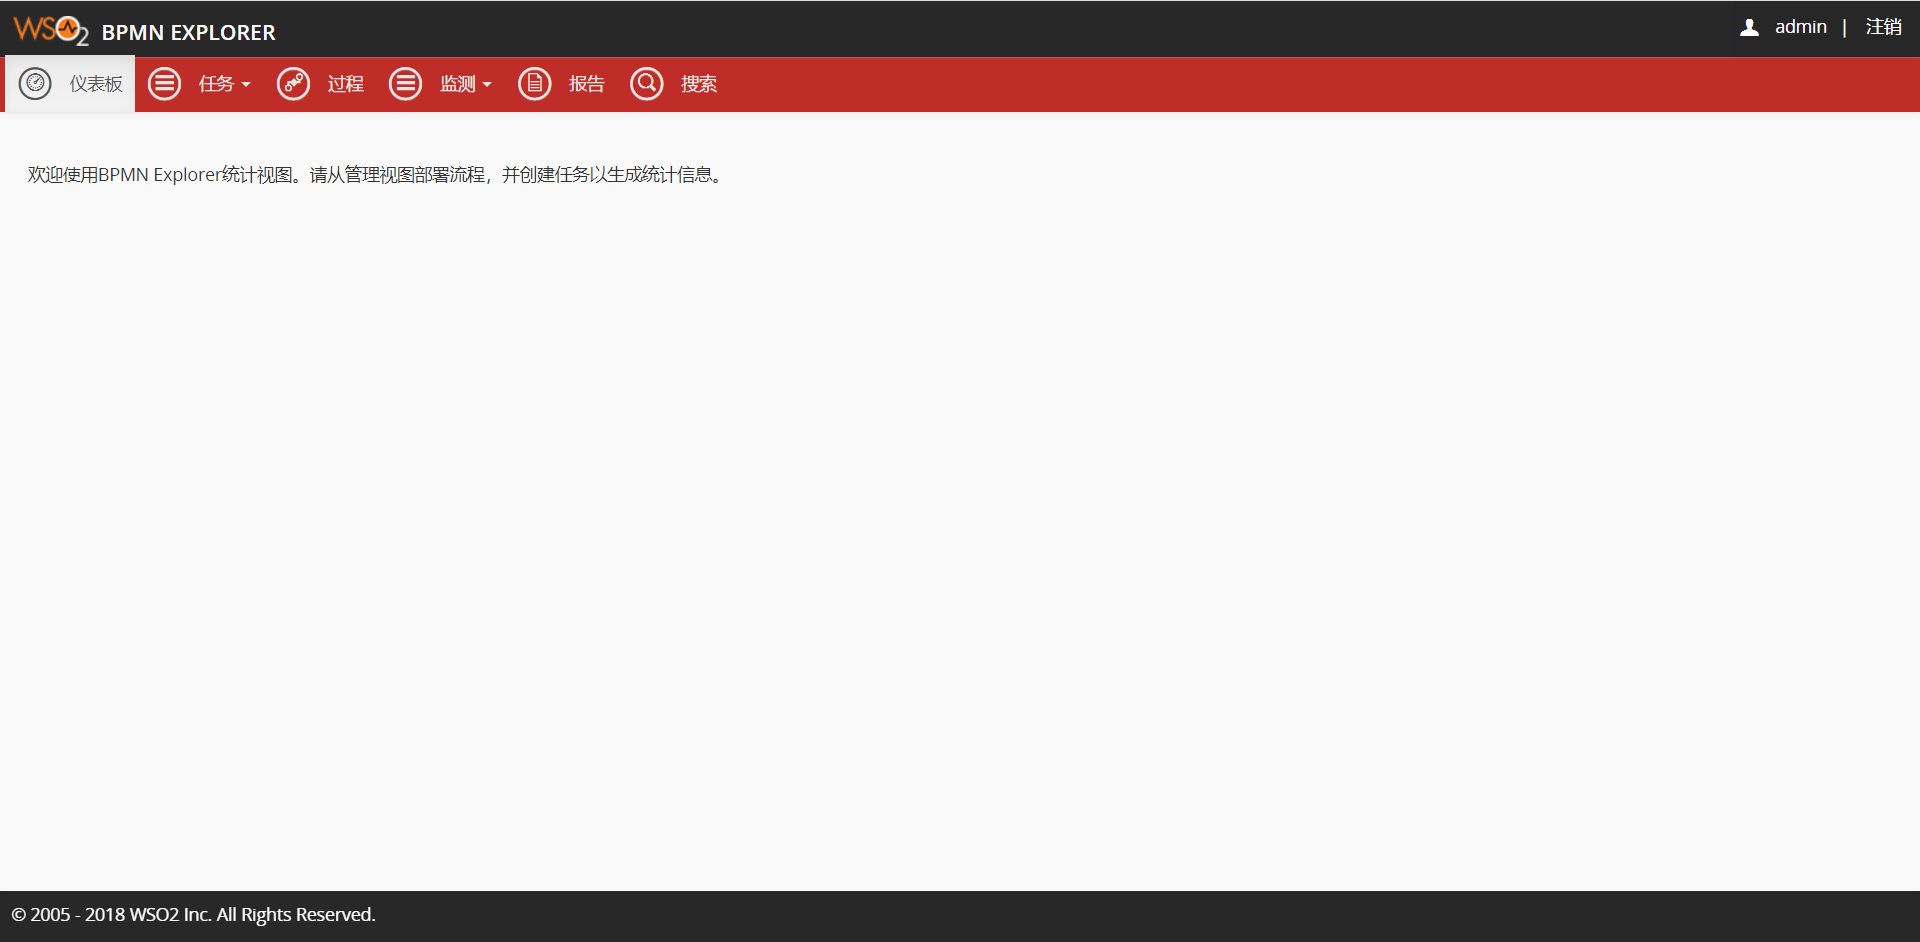 WSO2 BPMN EXPLORER
admin | 注销
仪表板 任务 过程 监测 报告 搜索
欢迎使用BPMN Explorer统计视图。请从管理视图部署流程，并创建任务以生成统计信息。
© 2005 - 2018 WSO2 Inc. All Rights Reserved.